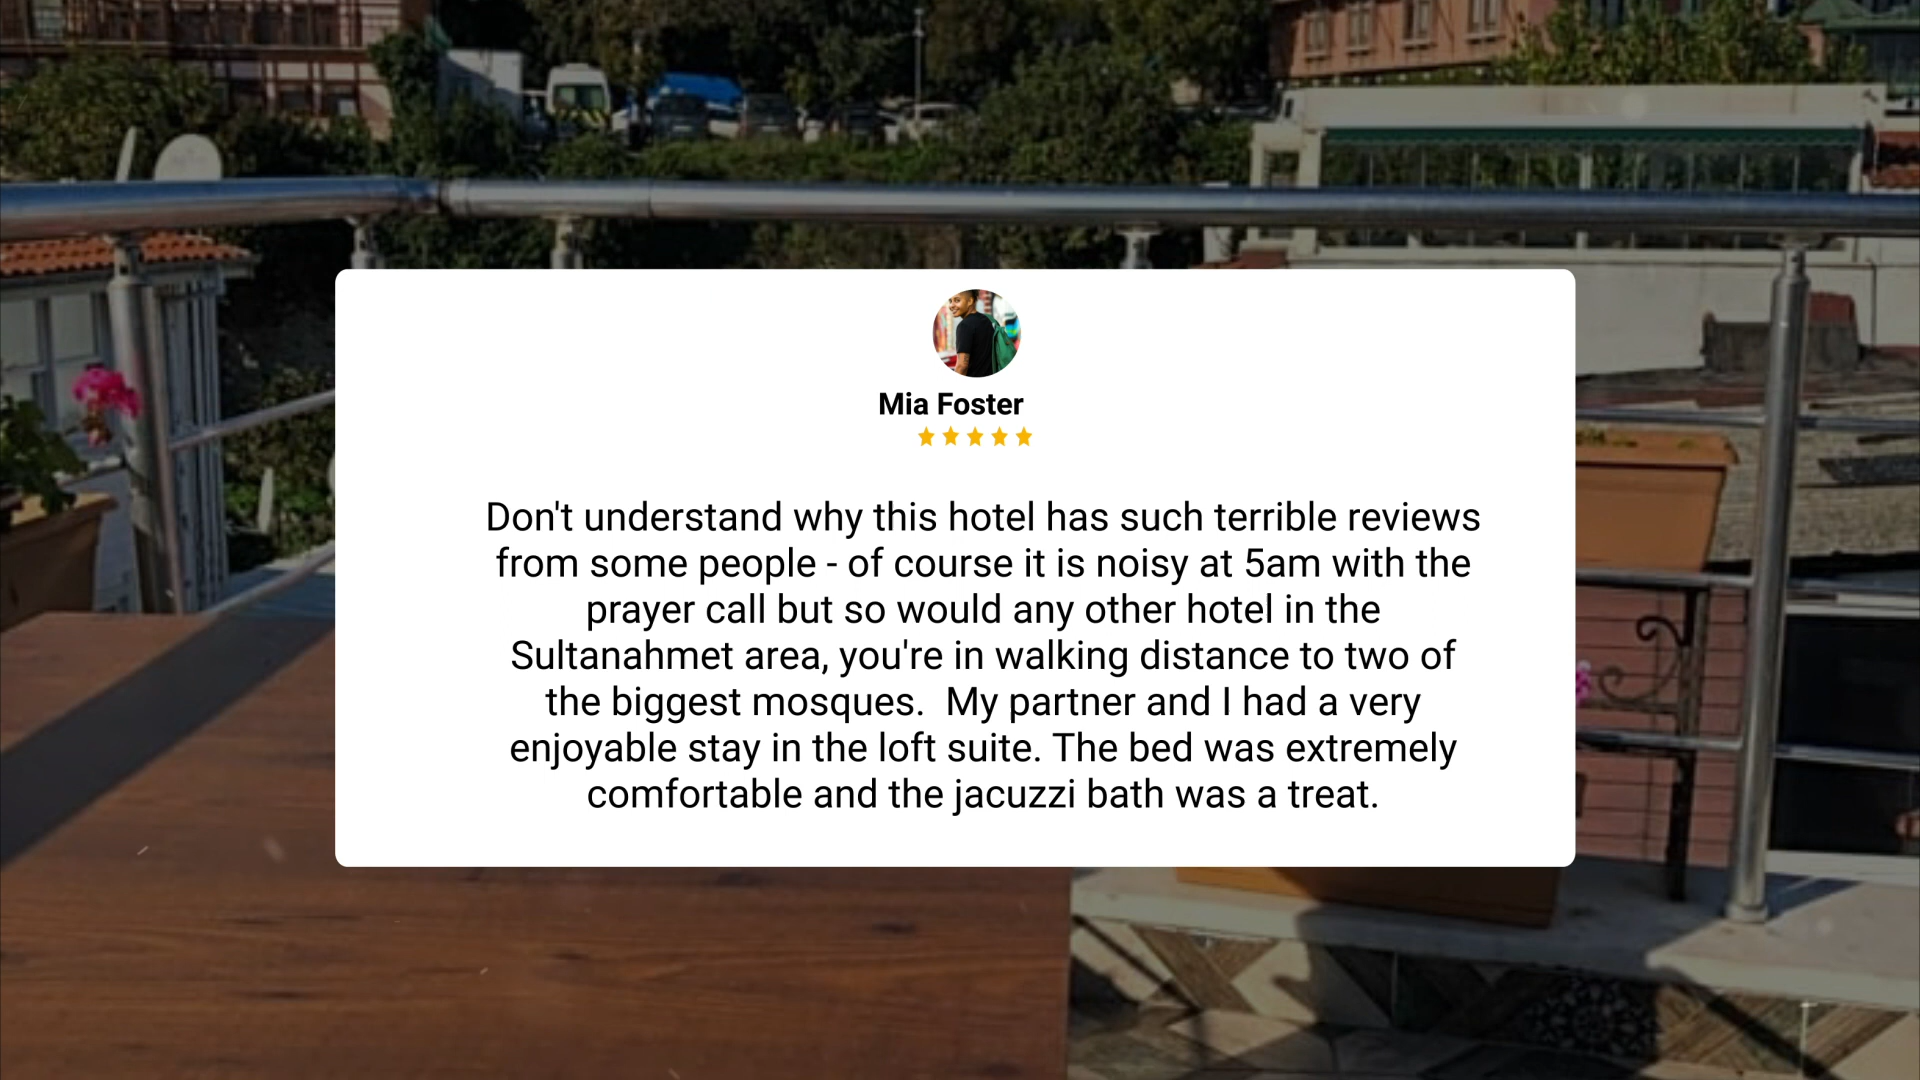 Mia Foster
Don't understand why this hotel has such terrible reviews
from some people - of course it is noisy at 5am with the
prayer call but so would any other hotel in the
Sultanahmet area, you're in walking distance to two of
the biggest mosques.  My partner and I had a very
enjoyable stay in the loft suite. The bed was extremely
comfortable and the jacuzzi bath was a treat.